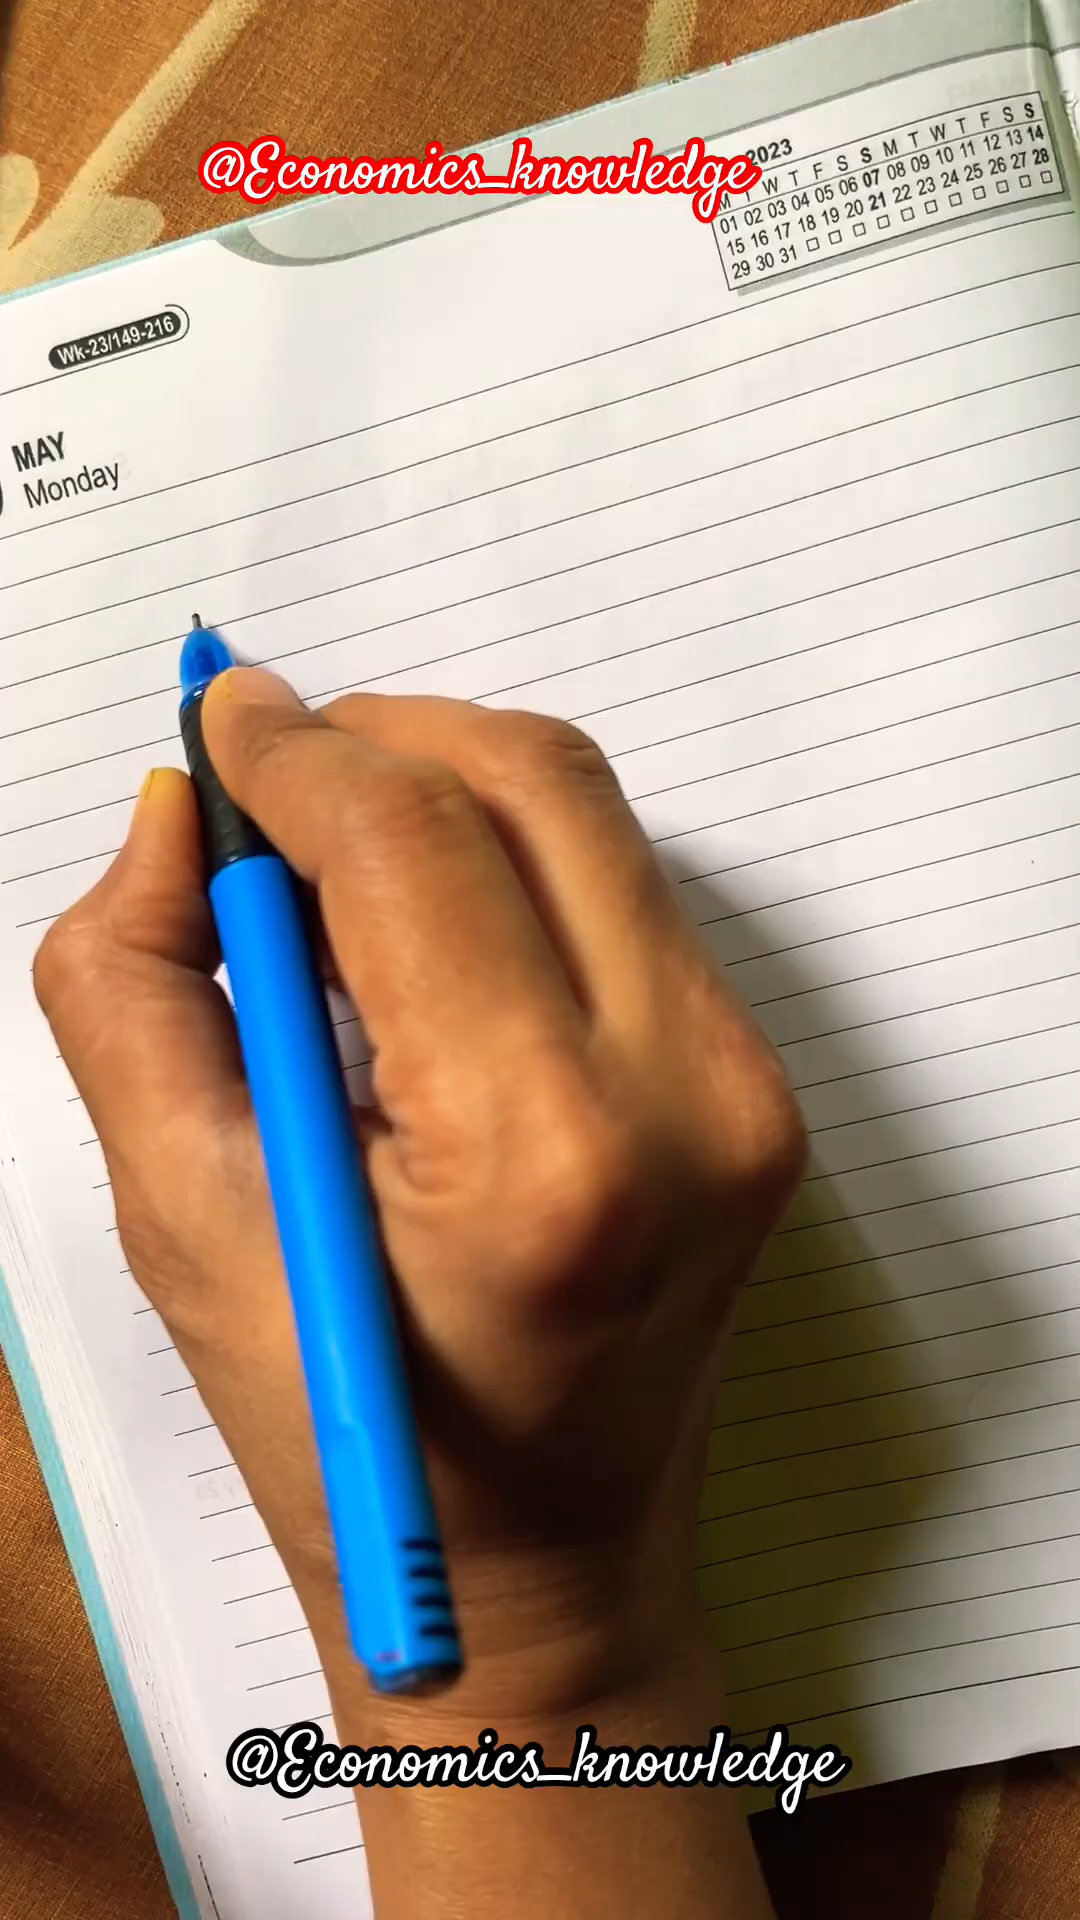 @Economics_knowledge
2023
M T W T F S S M T W T F S S
01 02 03 04 05 06 07 08 09 10 11 12 13 14
15 16 17 18 19 20 21 22 23 24 25 26 27 28
29 30 31
Wk-23/149-216
MAY
Monday
@Economics_knowledge